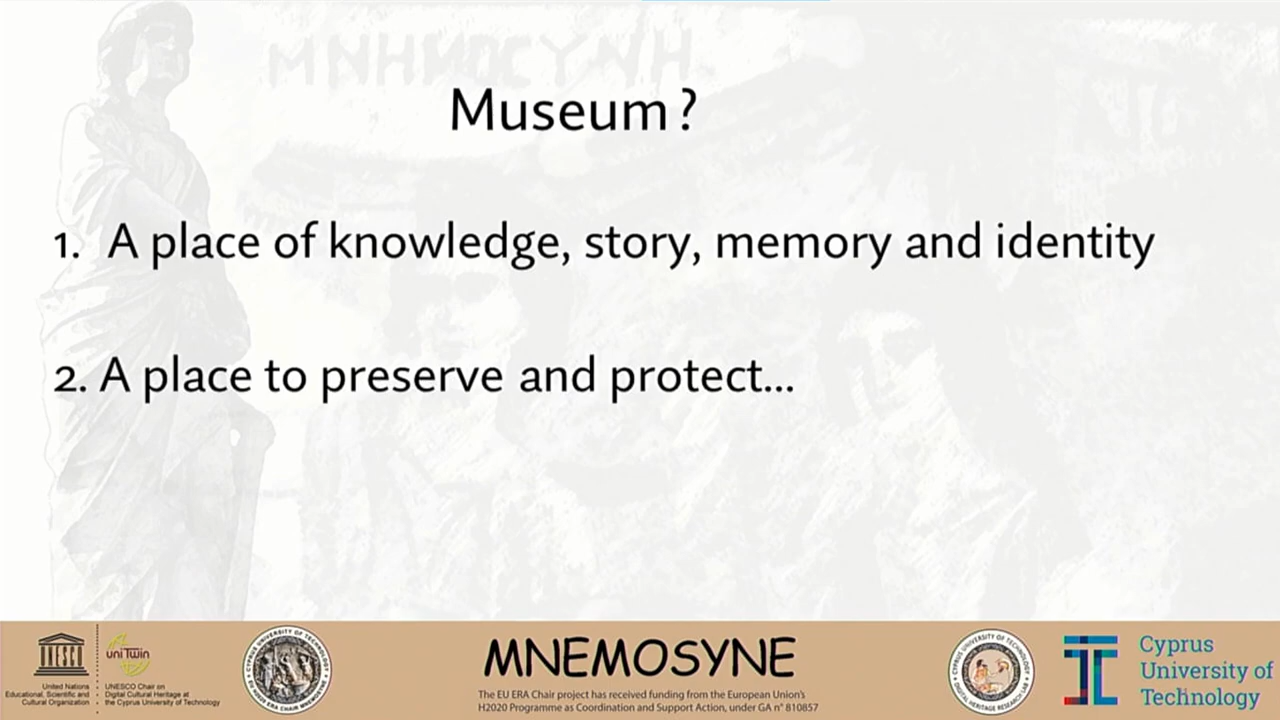 ΜΝΗΜΟСΥΝΗ
Museum ?
1. A place of knowledge, story, memory and identity
2. A place to preserve and protect...
UNESCO
United Nations
Educational, Scientific and
Cultural Organization
uniTwin
UNESCO Chair on
Digital Cultural Heritage at
the Cyprus University of Technology
MNEMOSYNE
The EU ERA Chair project has received funding from the European Union's
H2020 Programme as Coordination and Support Action, under GA n° 810857
Cyprus
University of
Technology